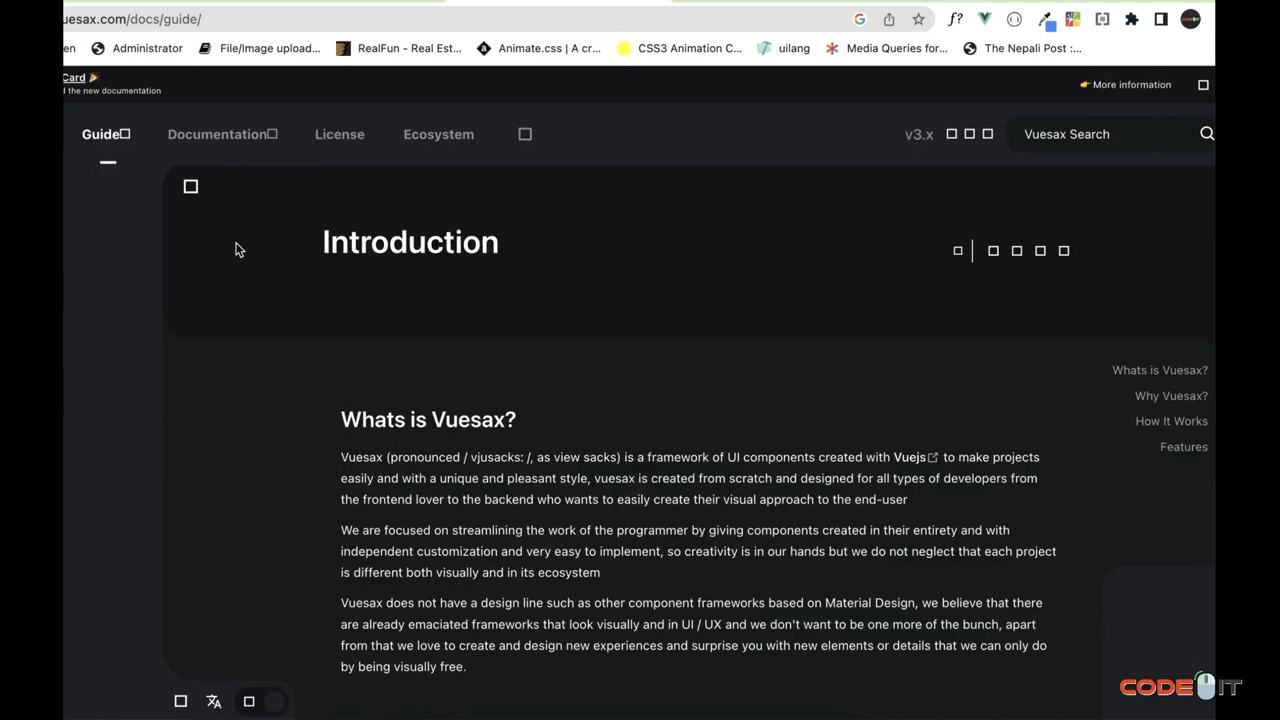 uesax.com/docs/guide/
f?
en
Administrator
File/Image upload...
RealFun - Real Est...
Animate.css | A cr...
CSS3 Animation C...
uilang
Media Queries for...
The Nepali Post :...
Card 🎉
d the new documentation
👉 More information
Guide
Documentation
License
Ecosystem
v3.x
Vuesax Search
Introduction
Whats is Vuesax?
Why Vuesax?
How It Works
Features
Whats is Vuesax?
Vuesax (pronounced / vjusacks: /, as view sacks) is a framework of UI components created with Vuejs to make projects
easily and with a unique and pleasant style, vuesax is created from scratch and designed for all types of developers from
the frontend lover to the backend who wants to easily create their visual approach to the end-user
We are focused on streamlining the work of the programmer by giving components created in their entirety and with
independent customization and very easy to implement, so creativity is in our hands but we do not neglect that each project
is different both visually and in its ecosystem
Vuesax does not have a design line such as other component frameworks based on Material Design, we believe that there
are already emaciated frameworks that look visually and in UI / UX and we don't want to be one more of the bunch, apart
from that we love to create and design new experiences and surprise you with new elements or details that we can only do
by being visually free.
CODE IT